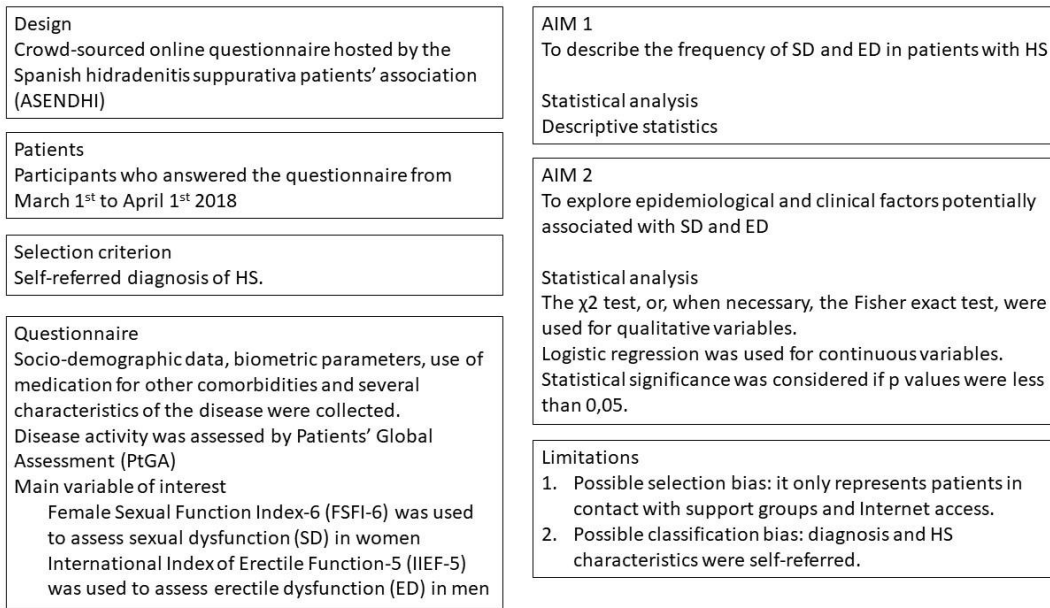 Design
Crowd-sourced online questionnaire hosted by the
Spanish hidradenitis suppurativa patients’ association
(ASENDHI)
Patients
Participants who answered the questionnaire from
March 1st to April 1st 2018
Selection criterion
Self-referred diagnosis of HS.
Questionnaire
Socio-demographic data, biometric parameters, use of
medication for other comorbidities and several
characteristics of the disease were collected.
Disease activity was assessed by Patients’ Global
Assessment (PtGA)
Main variable of interest
Female Sexual Function Index-6 (FSFI-6) was used
to assess sexual dysfunction (SD) in women
International Index of Erectile Function-5 (IIEF-5)
was used to assess erectile dysfunction (ED) in men
AIM 1
To describe the frequency of SD and ED in patients with HS
Statistical analysis
Descriptive statistics
AIM 2
To explore epidemiological and clinical factors potentially
associated with SD and ED
Statistical analysis
The χ2 test, or, when necessary, the Fisher exact test, were
used for qualitative variables.
Logistic regression was used for continuous variables.
Statistical significance was considered if p values were less
than 0,05.
Limitations
1. Possible selection bias: it only represents patients in
contact with support groups and Internet access.
2. Possible classification bias: diagnosis and HS
characteristics were self-referred.